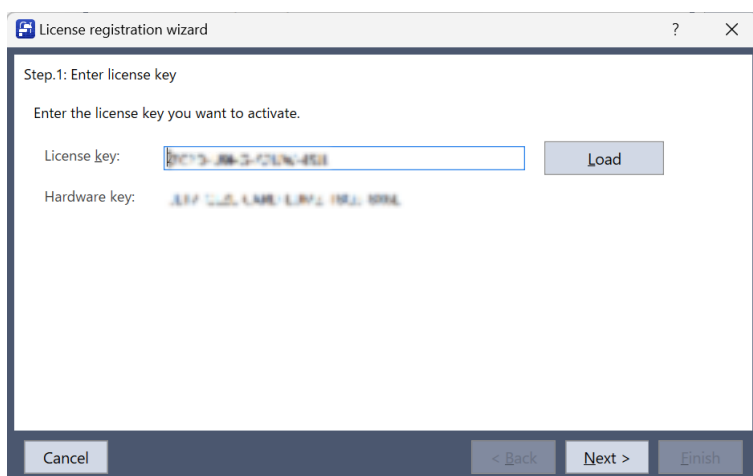 License registration wizard ? ×
Step.1: Enter license key
Enter the license key you want to activate.
License key: Load
Hardware key:
Cancel < Back Next > Finish